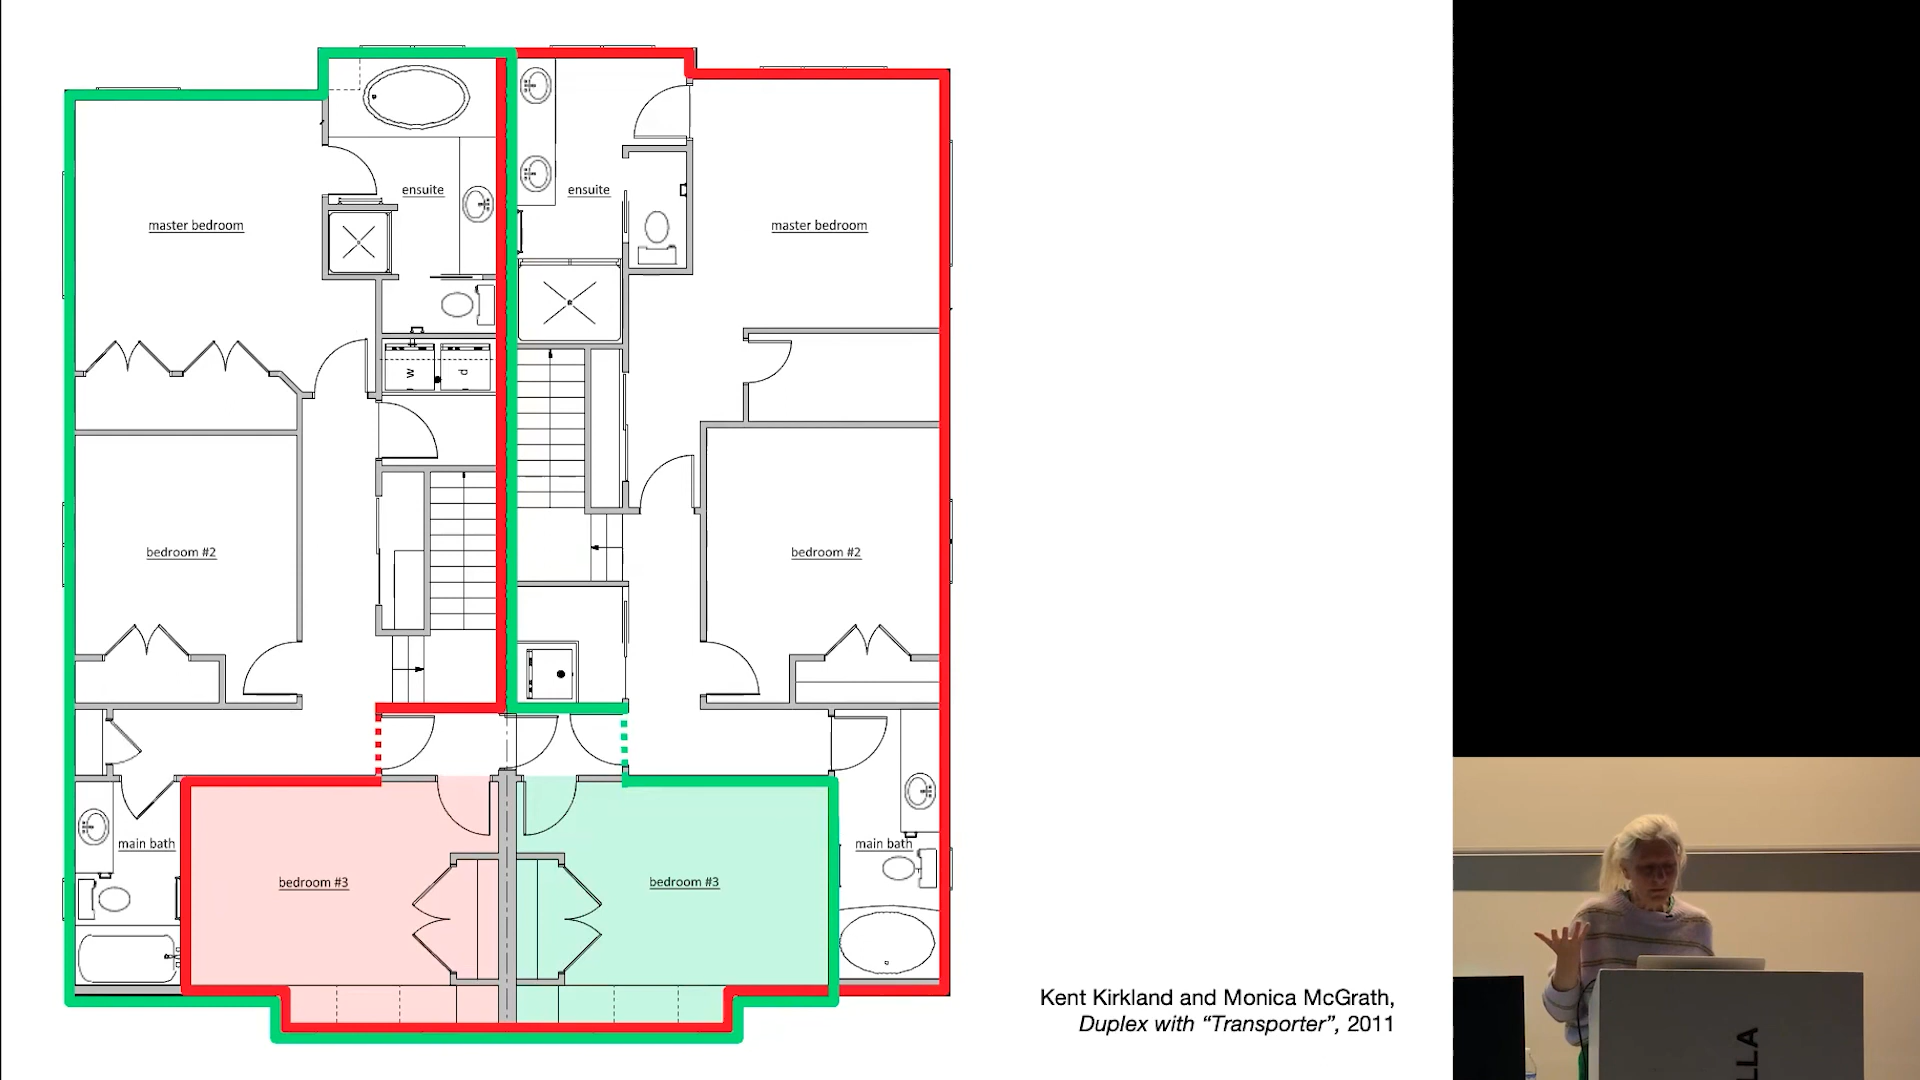 ensuite
ensuite
master bedroom
master bedroom
w
d
bedroom #2
bedroom #2
main bath
main bath
bedroom #3
bedroom #3
Kent Kirkland and Monica McGrath,
Duplex with “Transporter”, 2011
LLA